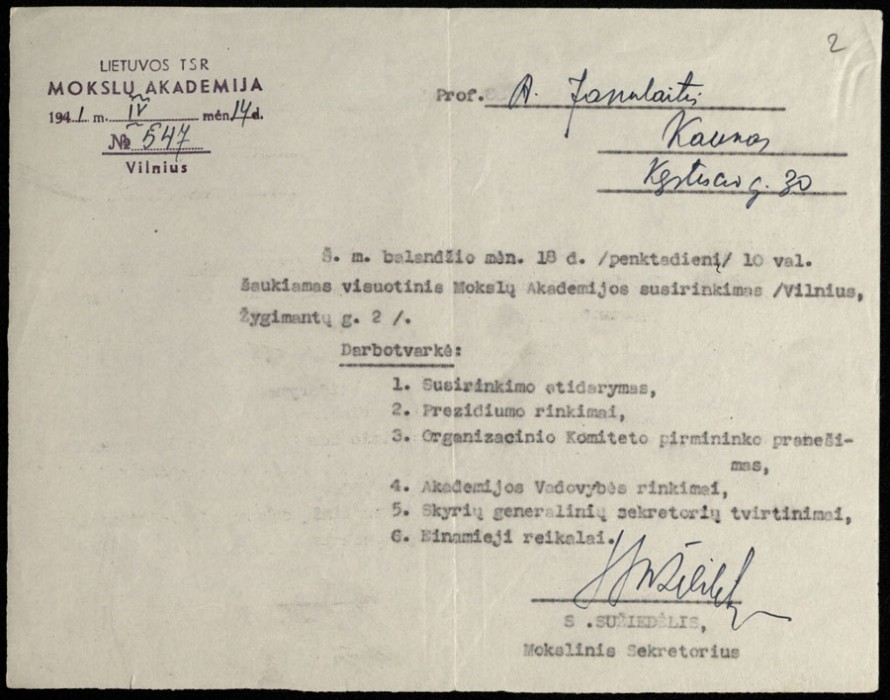 2
LIETUVOS TSR
MOKSLŲ AKADEMIJA
1941 m. IV mėn. 14 d.
№ 547
Vilnius
Prof. A. Janulaitis
Kaunas
Kęstučio g. 30
Š. m. balandžio mėn. 18 d. /penktadienį/ 10 val.
šaukiamas visuotinis Mokslų Akademijos susirinkimas /Vilnius,
Žygimantų g. 2 /.
Darbotvarkė:
1. Susirinkimo atidarymas,
2. Prezidiumo rinkimai,
3. Organizacinio Komiteto pirmininko praneši-
mas,
4. Akademijos Vadovybės rinkimai,
5. Skyrių generalinių sekretorių tvirtinimai,
6. Einamieji reikalai.
S .SUŽIEDĖLIS,
Mokslinis Sekretorius